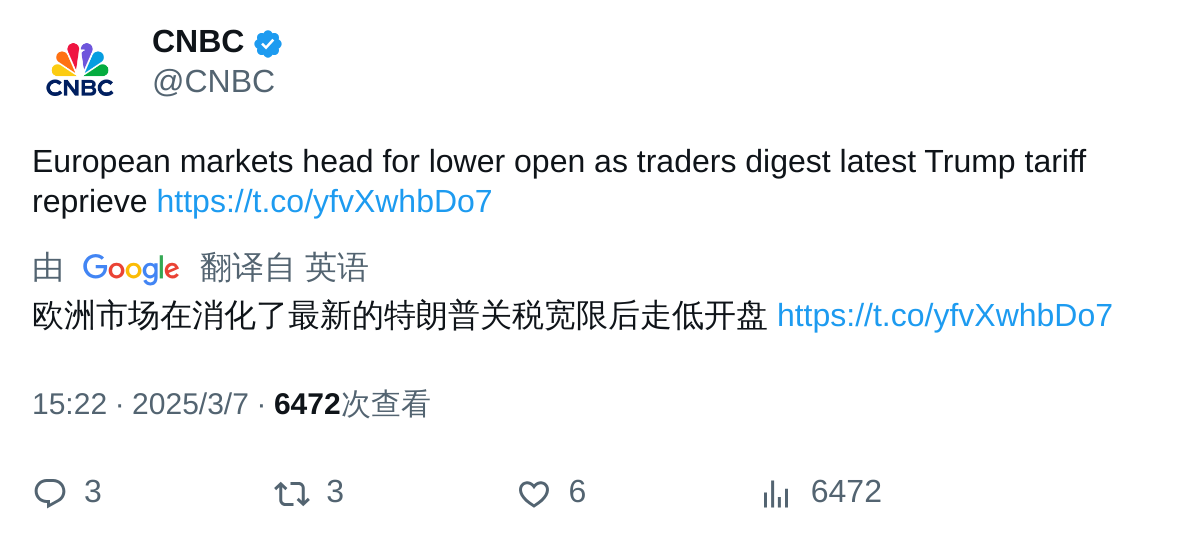 CNBC
CNBC
@CNBC
European markets head for lower open as traders digest latest Trump tariff
reprieve https://t.co/yfvXwhbDo7
由 Google 翻译自 英语
欧洲市场在消化了最新的特朗普关税宽限后走低开盘 https://t.co/yfvXwhbDo7
15:22 · 2025/3/7 · 6472次查看
3 3 6 6472